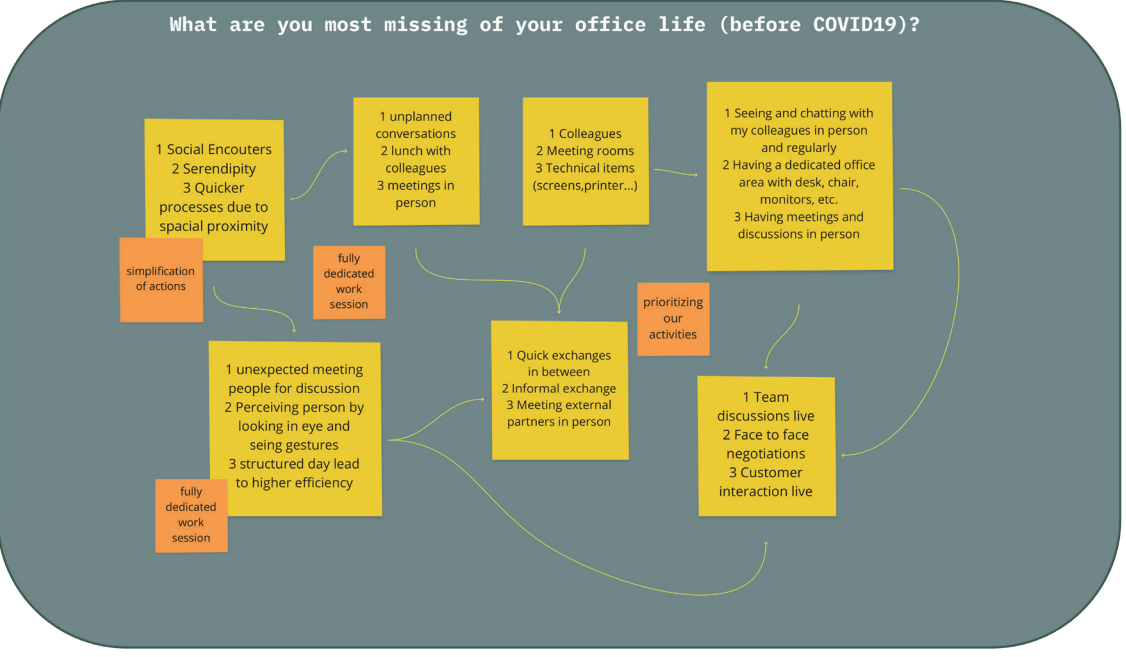 What are you most missing of your office life (before COVID19)?
1 Social Encouters
2 Serendipity
3 Quicker
processes due to
spacial proximity
simplification
of actions
1 unplanned
conversations
2 lunch with
colleagues
3 meetings in
person
fully
dedicated
work
session
1 Colleagues
2 Meeting rooms
3 Technical items
(screens,printer...)
1 Seeing and chatting with
my colleagues in person
and regularly
2 Having a dedicated office
area with desk, chair,
monitors, etc.
3 Having meetings and
discussions in person
prioritizing
our
activities
1 unexpected meeting
people for discussion
2 Perceiving person by
looking in eye and
seing gestures
3 structured day lead
to higher efficiency
fully
dedicated
work
session
1 Quick exchanges
in between
2 Informal exchange
3 Meeting external
partners in person
1 Team
discussions live
2 Face to face
negotiations
3 Customer
interaction live